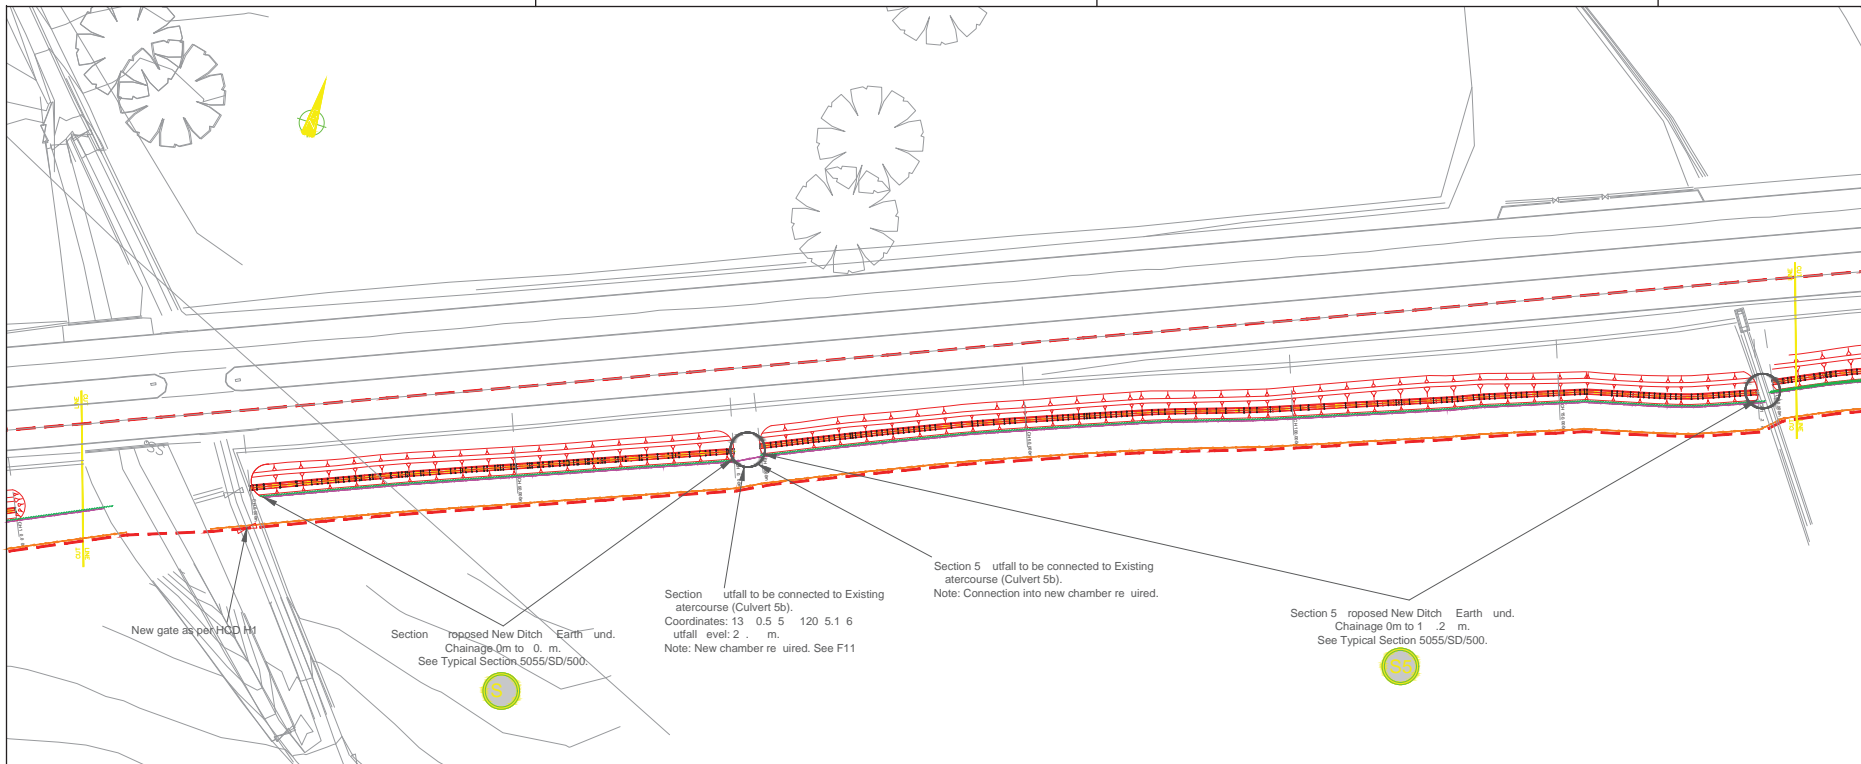 New gate as per HCD H1
Section roposed New Ditch Earth und.
Chainage 0m to 0. m.
See Typical Section 5055/SD/500.
S
Section utfall to be connected to Existing
atercourse (Culvert 5b).
Coordinates: 13 0.5 5 120 5.1 6
utfall evel: 2 . m.
Note: New chamber re uired. See F11
Section 5 utfall to be connected to Existing
atercourse (Culvert 5b).
Note: Connection into new chamber re uired.
Section 5 roposed New Ditch Earth und.
Chainage 0m to 1 .2 m.
See Typical Section 5055/SD/500.
S5